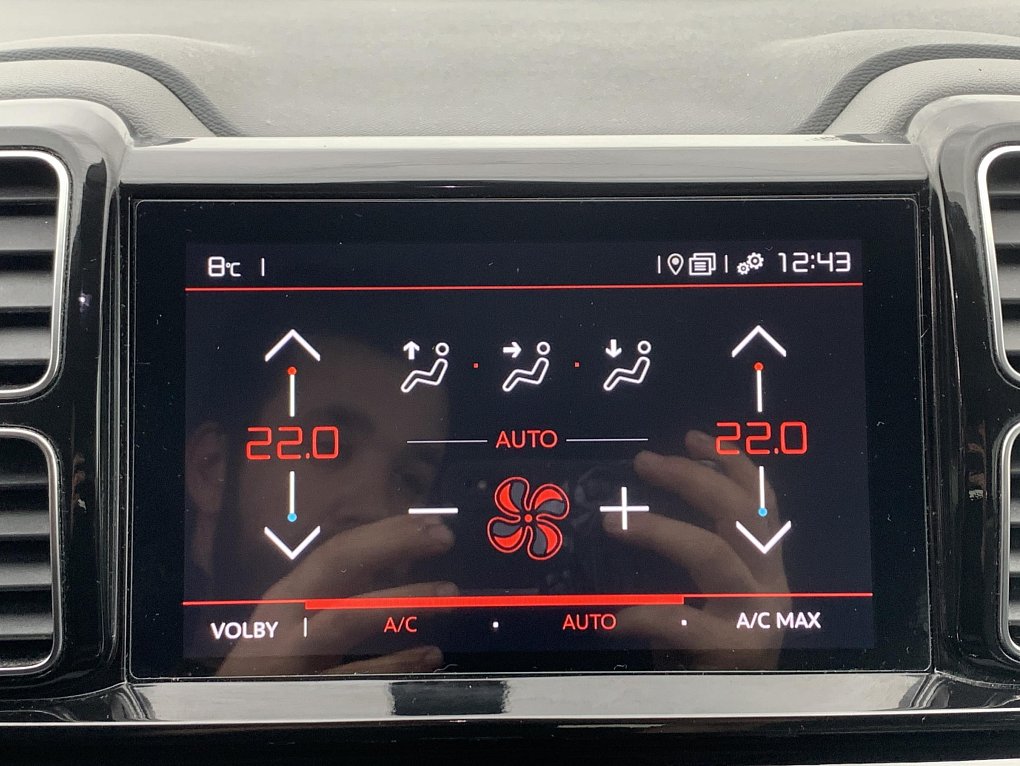 8°C 12:43
22.0 22.0
AUTO
VOLBY A/C AUTO A/C MAX